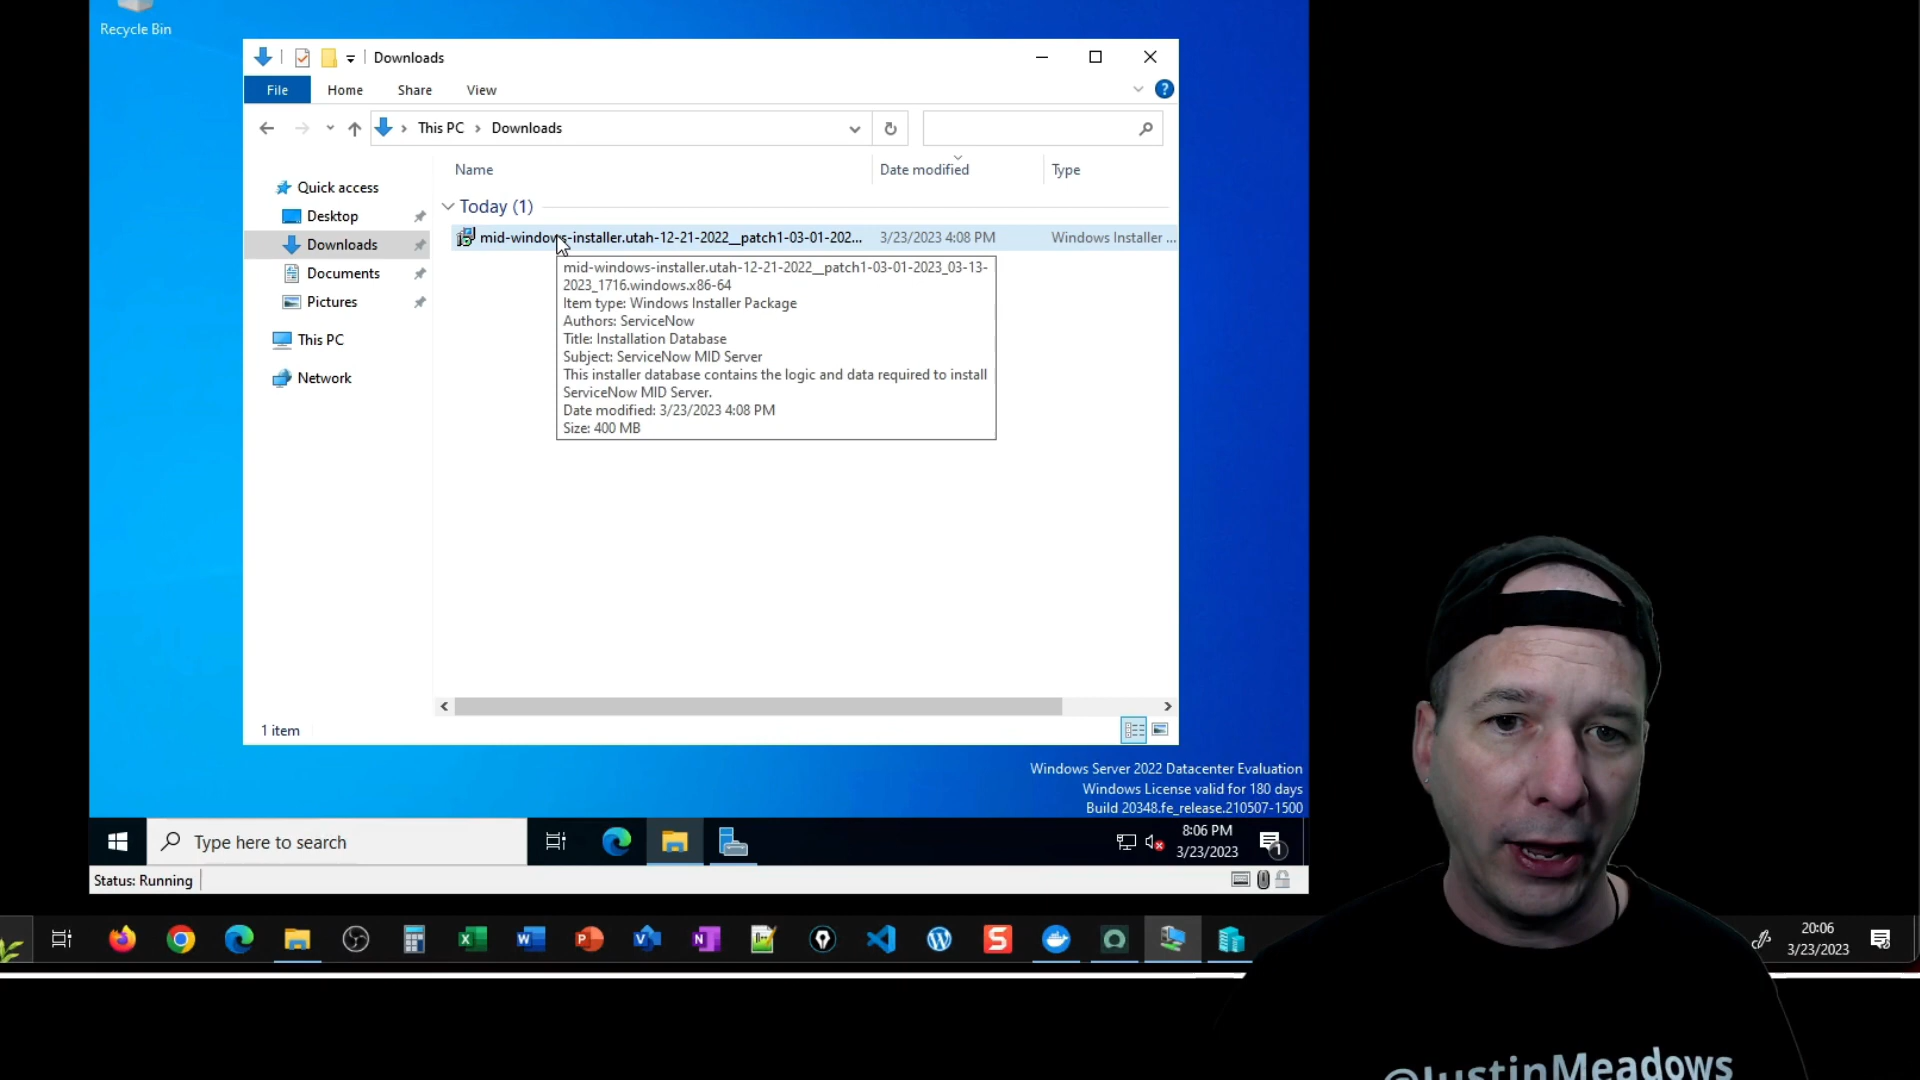 Recycle Bin
Downloads
File Home Share View
This PC Downloads
Name Date modified Type
Quick access
Desktop
Downloads
Documents
Pictures
This PC
Network
Today (1)
mid-windows-installer.utah-12-21-2022__patch1-03-01-202... 3/23/2023 4:08 PM Windows Installer ...
mid-windows-installer.utah-12-21-2022__patch1-03-01-2023_03-13-
2023_1716.windows.x86-64
Item type: Windows Installer Package
Authors: ServiceNow
Title: Installation Database
Subject: ServiceNow MID Server
This installer database contains the logic and data required to install
ServiceNow MID Server.
Date modified: 3/23/2023 4:08 PM
Size: 400 MB
1 item
Windows Server 2022 Datacenter Evaluation
Windows License valid for 180 days
Build 20348.fe_release.210507-1500
Type here to search
8:06 PM
3/23/2023
1
Status: Running
20:06
3/23/2023
@JustinMeadows